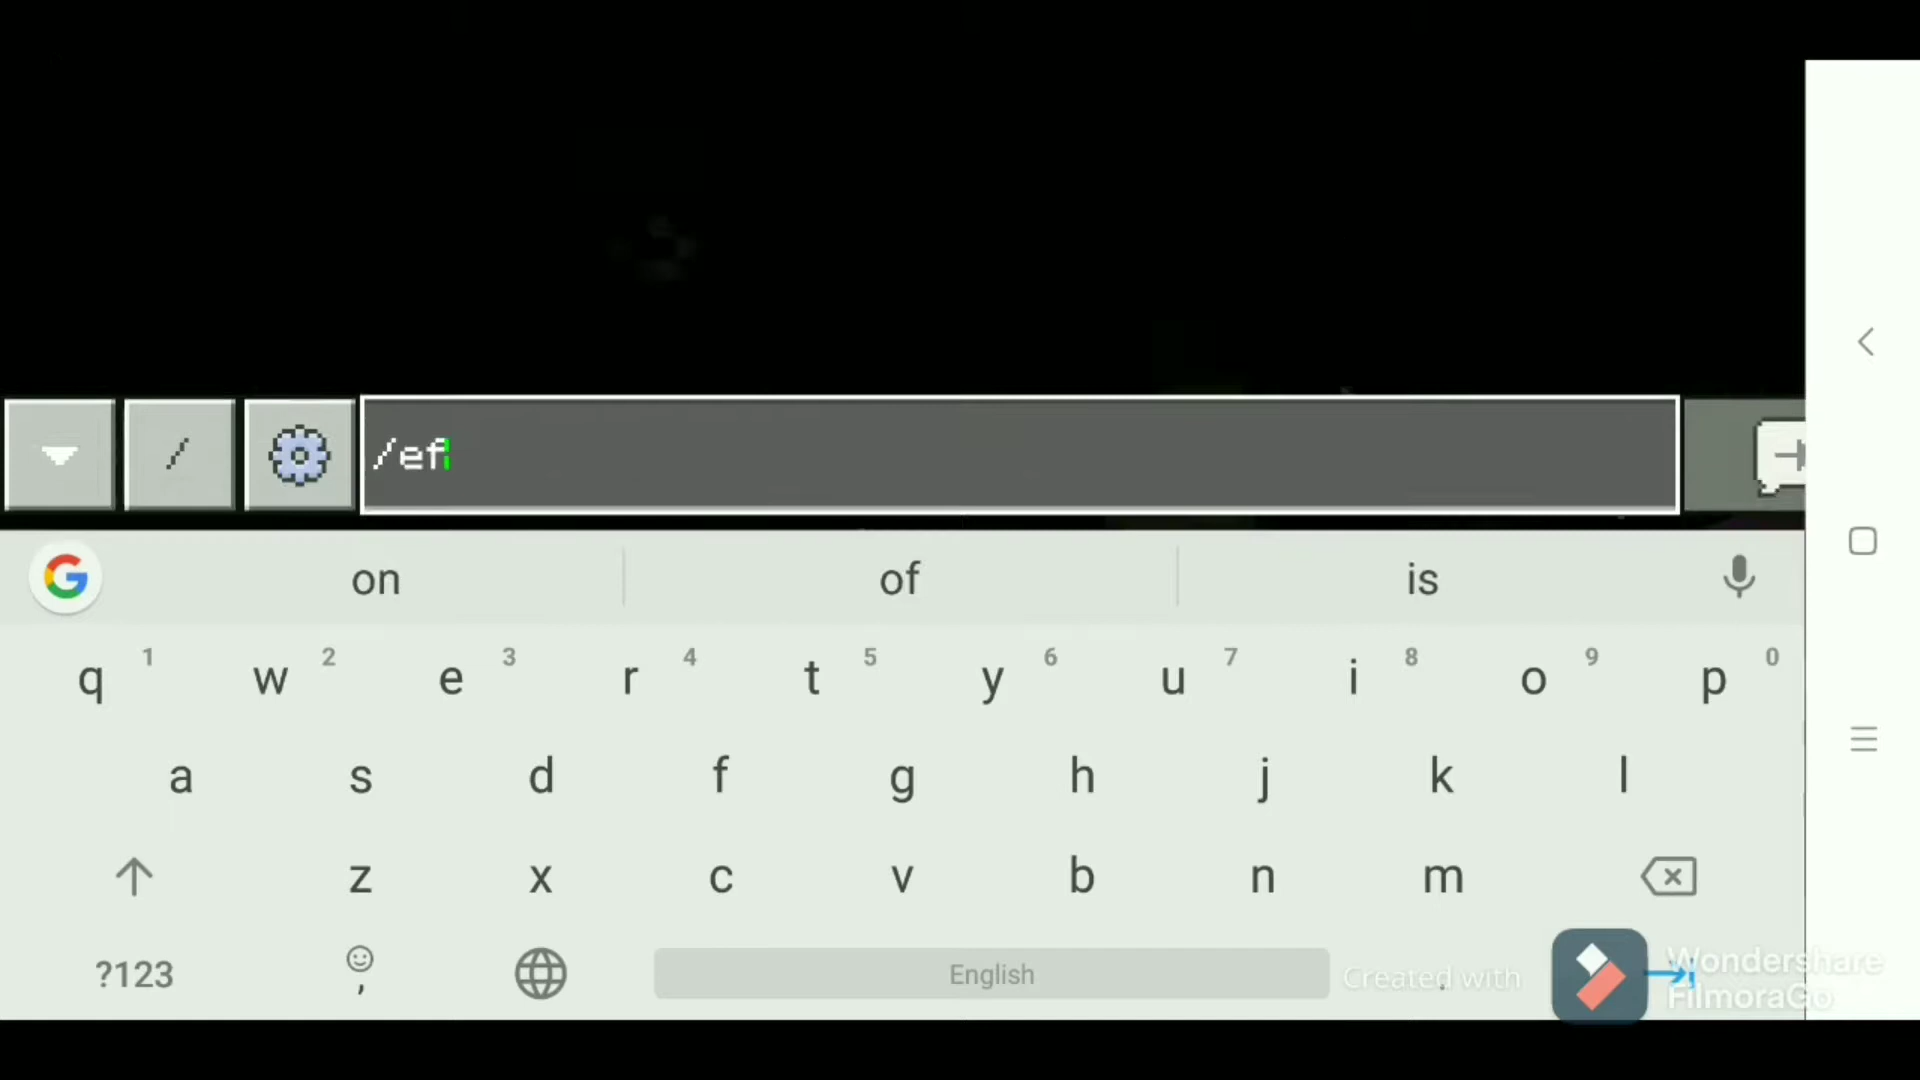 /
/ef
on of is
q 1 w 2 e 3 r 4 t 5 y 6 u 7 i 8 o 9 p 0
a s d f g h j k l
z x c v b n m
?123 , English .
Created with
Wondershare
FilmoraGo